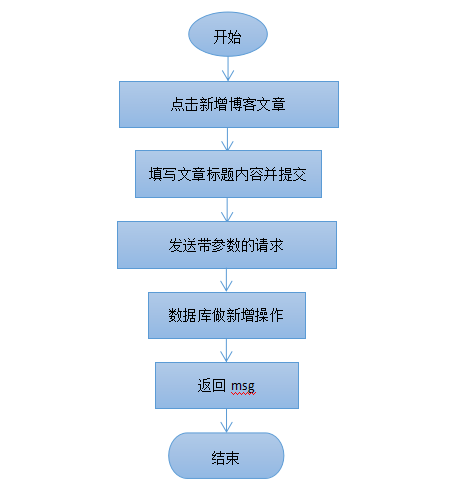 开始
点击新增博客文章
填写文章标题内容并提交
发送带参数的请求
数据库做新增操作
返回 msg
结束